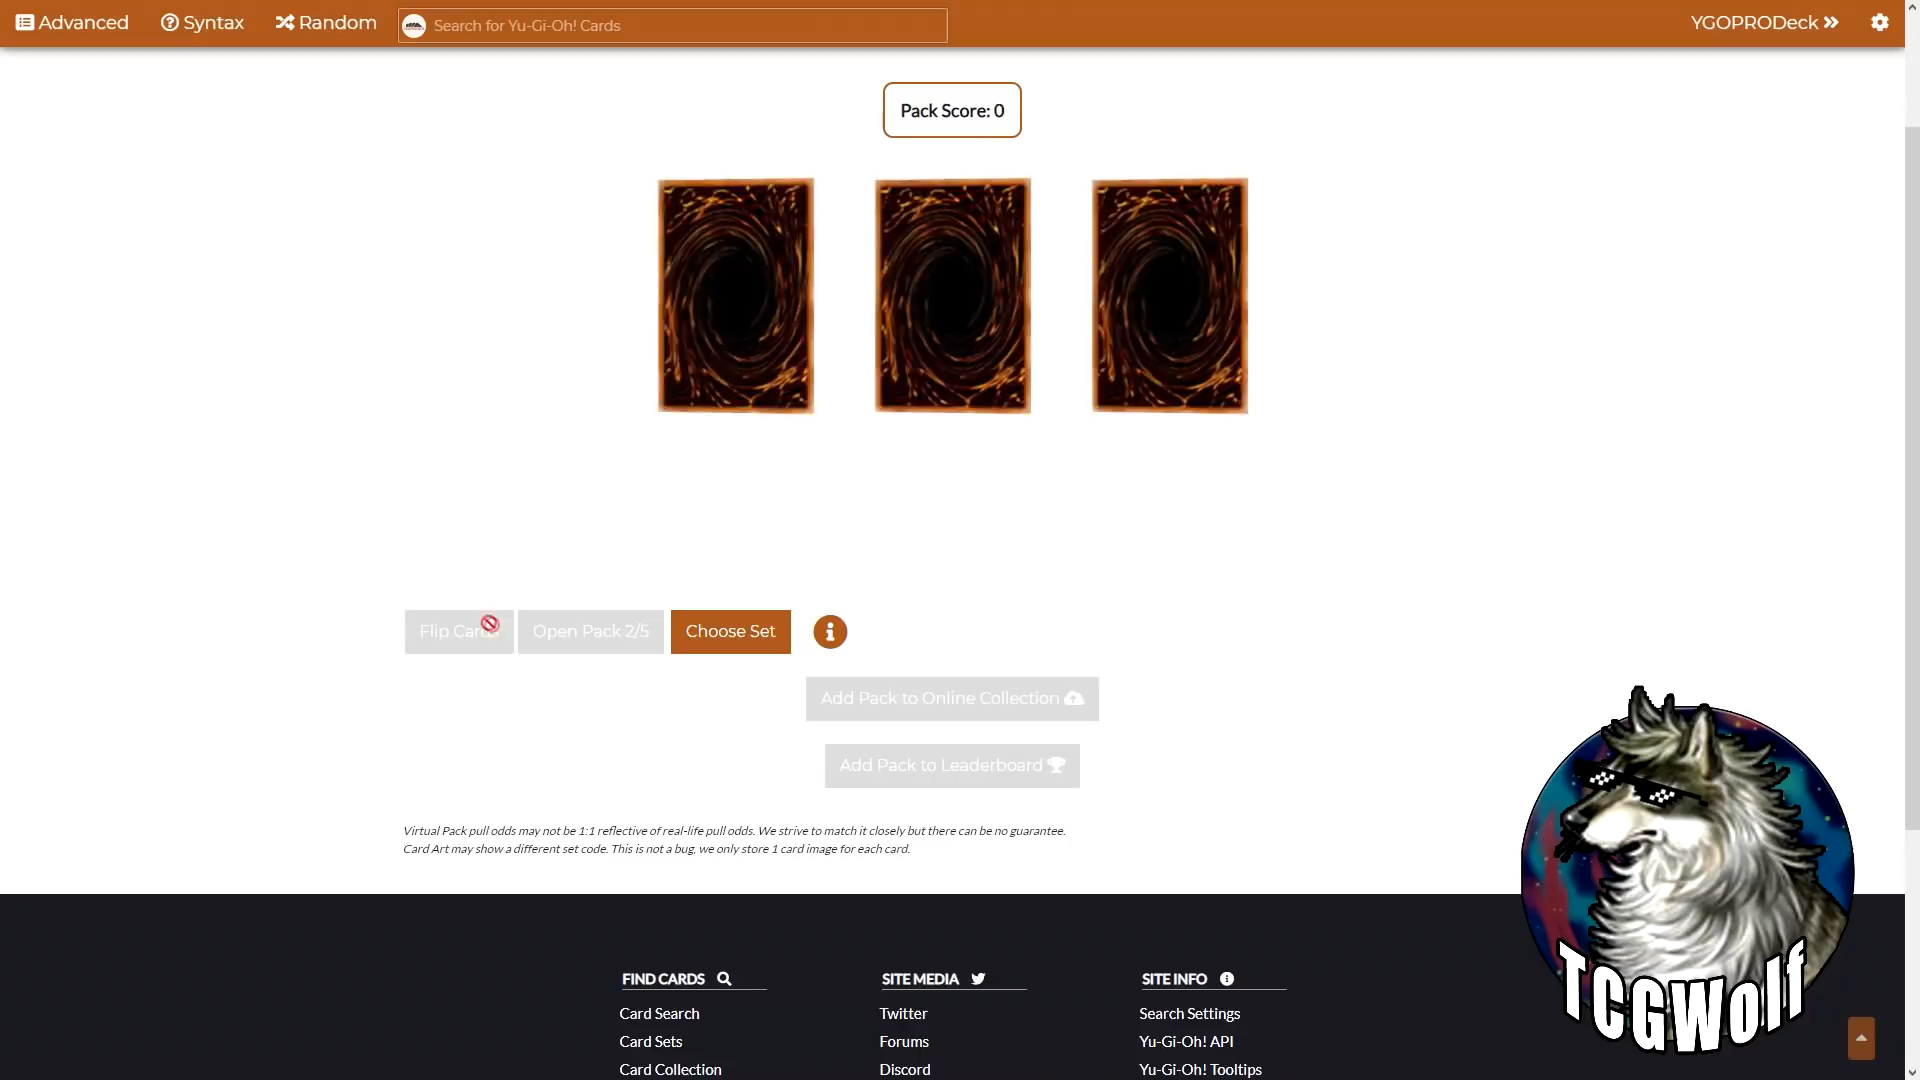 Advanced
Syntax
Random
Search for Yu-Gi-Oh! Cards
YGOPRODeck
Pack Score: 0
Flip Cards
Open Pack 2/5
Choose Set
Add Pack to Online Collection
Add Pack to Leaderboard
Virtual Pack pull odds may not be 1:1 reflective of real-life pull odds. We strive to match it closely but there can be no guarantee.
Card Art may show a different set code. This is not a bug, we only store 1 card image for each card.
FIND CARDS
Card Search
Card Sets
Card Collection
SITE MEDIA
Twitter
Forums
Discord
SITE INFO
Search Settings
Yu-Gi-Oh! API
Yu-Gi-Oh! Tooltips
TCGWolf